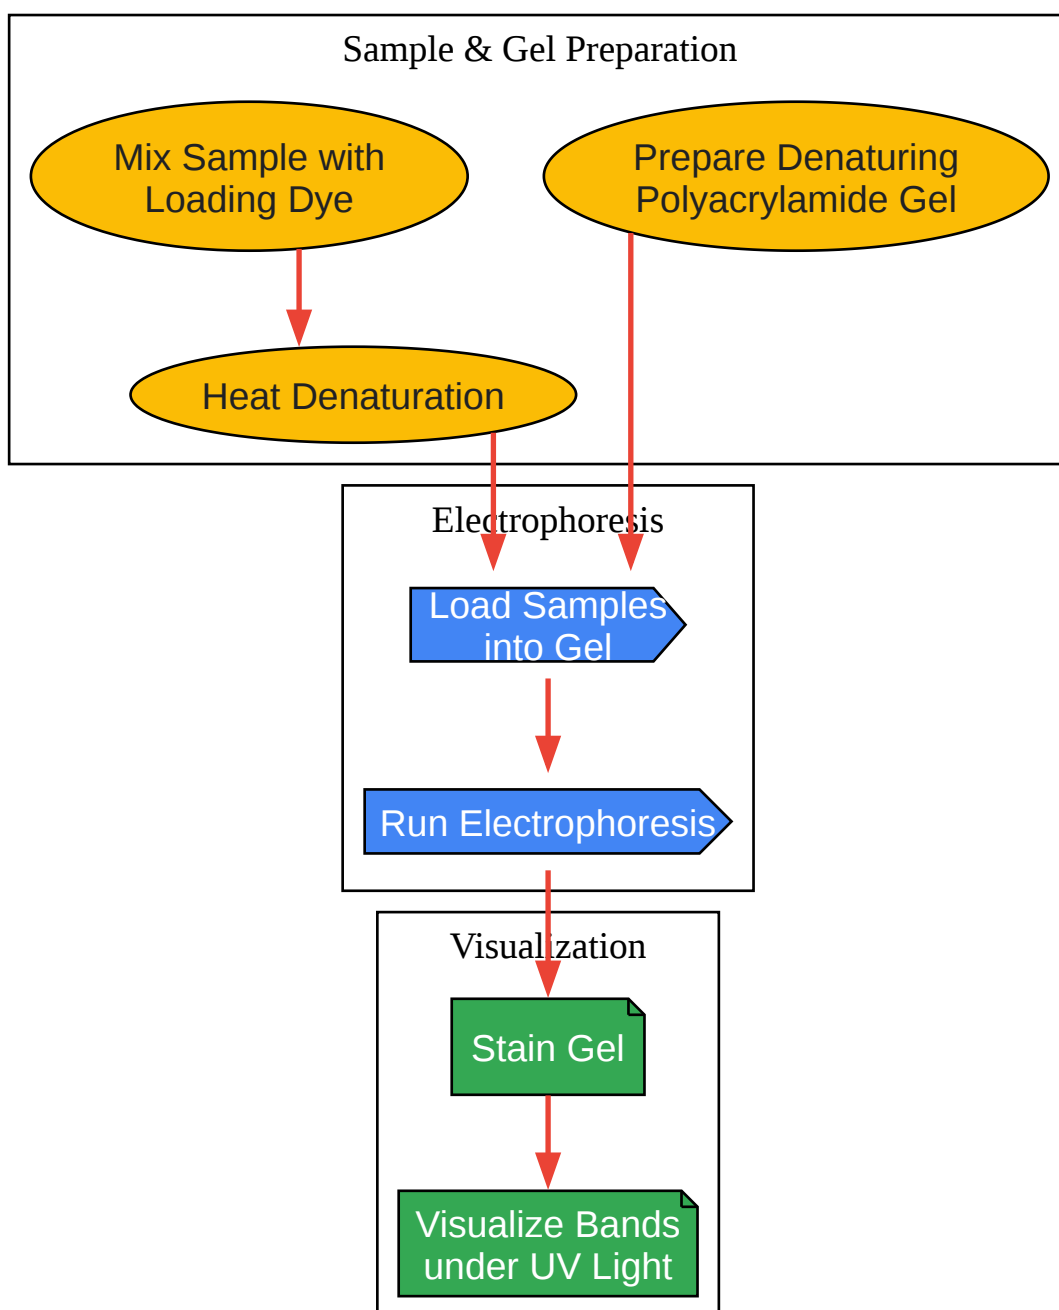 Sample & Gel Preparation
Mix Sample with
Loading Dye
Prepare Denaturing
Polyacrylamide Gel
Heat Denaturation
Electrophoresis
Load Samples
into Gel
Run Electrophoresis
Visualization
Stain Gel
Visualize Bands
under UV Light